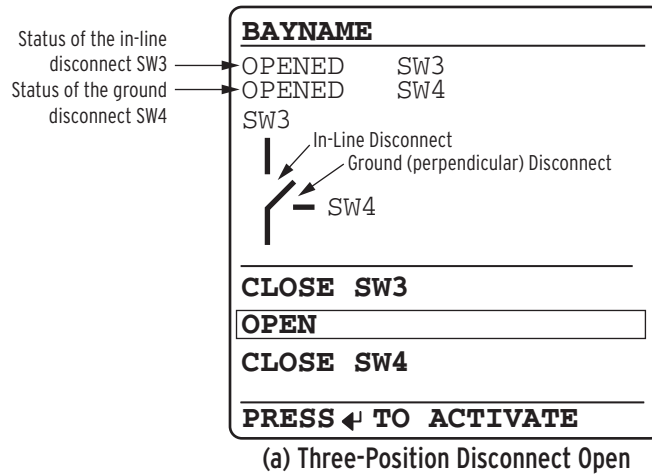 Status of the in-line
disconnect SW3
Status of the ground
disconnect SW4
BAYNAME
OPENED SW3
OPENED SW4
SW3
In-Line Disconnect
Ground (perpendicular) Disconnect
SW4
CLOSE SW3
OPEN
CLOSE SW4
PRESS ↵ TO ACTIVATE
(a) Three-Position Disconnect Open